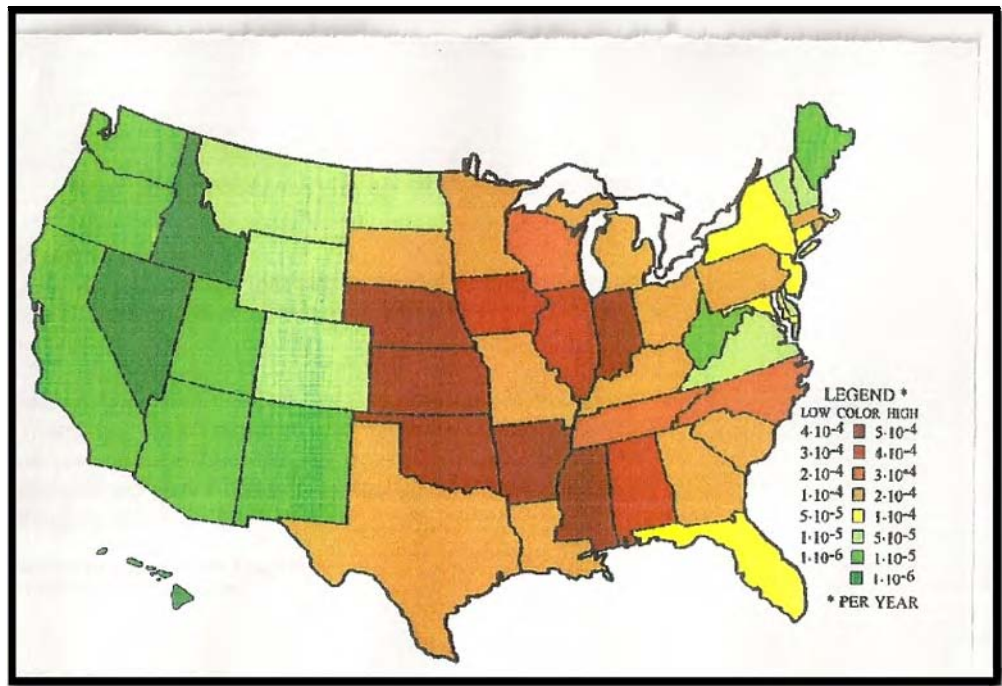 LEGEND *
LOW COLOR HIGH
4·10⁻⁴ 5·10⁻⁴
3·10⁻⁴ 4·10⁻⁴
2·10⁻⁴ 3·10⁻⁴
1·10⁻⁴ 2·10⁻⁴
5·10⁻⁵ 1·10⁻⁴
1·10⁻⁵ 5·10⁻⁵
1·10⁻⁶ 1·10⁻⁵
1·10⁻⁶
* PER YEAR